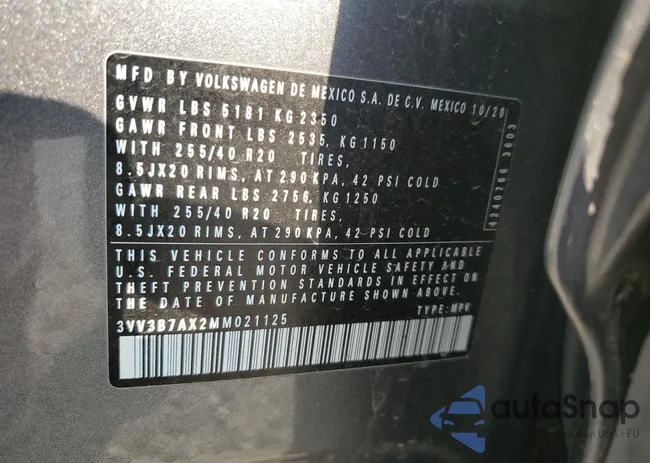 MFD BY VOLKSWAGEN DE MEXICO S.A. DE C.V. MEXICO 10/20
GVWR LBS 5181 KG 2350
GAWR FRONT LBS 2535, KG 1150
WITH 255/40 R20 TIRES,
8.5JX20 RIMS, AT 290 KPA, 42 PSI COLD
GAWR REAR LBS 2756, KG 1250
WITH 255/40 R20 TIRES,
8.5JX20 RIMS, AT 290 KPA, 42 PSI COLD
THIS VEHICLE CONFORMS TO ALL APPLICABLE
U.S. FEDERAL MOTOR VEHICLE SAFETY AND
THEFT PREVENTION STANDARDS IN EFFECT ON
THE DATE OF MANUFACTURE SHOWN ABOVE.
3VV3B7AX2MM021125 TYPE: MPV
4240766 3603
autoSnap